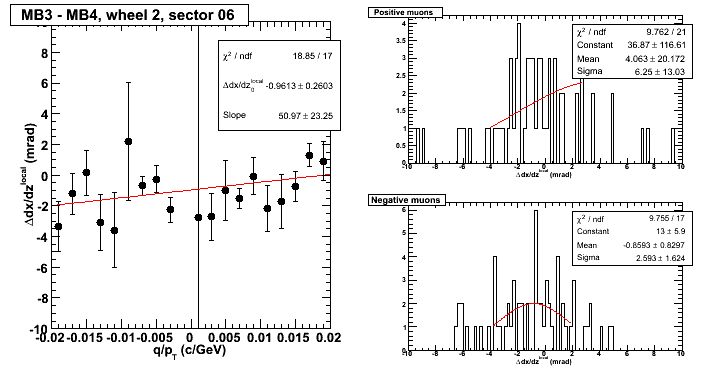 MB3 - MB4, wheel 2, sector 06
χ² / ndf 18.85 / 17
Δdx/dz₀^local -0.9613 ± 0.2603
Slope 50.97 ± 23.25
Δdx/dz^local (mrad)
10
8
6
4
2
0
-2
-4
-6
-8
-10
-0.02 -0.015 -0.01 -0.005 0 0.005 0.01 0.015 0.02
q/p_T (c/GeV)
Positive muons
χ² / ndf 9.762 / 21
Constant 36.87 ± 116.61
Mean 4.063 ± 20.172
Sigma 6.25 ± 13.03
4
3.5
3
2.5
2
1.5
1
0.5
0
-10 -8 -6 -4 -2 0 2 4 6 8 10
Δdx/dz^local (mrad)
Negative muons
χ² / ndf 9.755 / 17
Constant 13 ± 5.9
Mean -0.8593 ± 0.8297
Sigma 2.593 ± 1.624
6
5
4
3
2
1
0
-10 -8 -6 -4 -2 0 2 4 6 8 10
Δdx/dz^local (mrad)